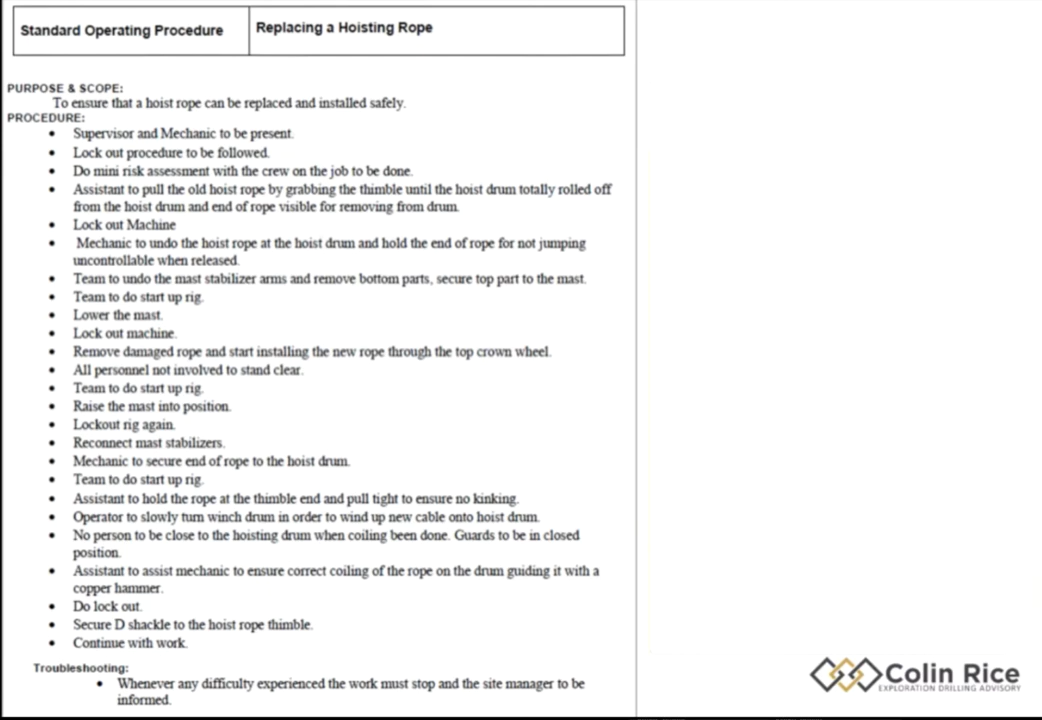 Standard Operating Procedure
Replacing a Hoisting Rope
PURPOSE & SCOPE:
To ensure that a hoist rope can be replaced and installed safely.
PROCEDURE:
• Supervisor and Mechanic to be present.
• Lock out procedure to be followed.
• Do mini risk assessment with the crew on the job to be done.
• Assistant to pull the old hoist rope by grabbing the thimble until the hoist drum totally rolled off
from the hoist drum and end of rope visible for removing from drum.
• Lock out Machine
• Mechanic to undo the hoist rope at the hoist drum and hold the end of rope for not jumping
uncontrollable when released.
• Team to undo the mast stabilizer arms and remove bottom parts, secure top part to the mast.
• Team to do start up rig.
• Lower the mast.
• Lock out machine.
• Remove damaged rope and start installing the new rope through the top crown wheel.
• All personnel not involved to stand clear.
• Team to do start up rig.
• Raise the mast into position.
• Lockout rig again.
• Reconnect mast stabilizers.
• Mechanic to secure end of rope to the hoist drum.
• Team to do start up rig.
• Assistant to hold the rope at the thimble end and pull tight to ensure no kinking.
• Operator to slowly turn winch drum in order to wind up new cable onto hoist drum.
• No person to be close to the hoisting drum when coiling been done. Guards to be in closed
position.
• Assistant to assist mechanic to ensure correct coiling of the rope on the drum guiding it with a
copper hammer.
• Do lock out.
• Secure D shackle to the hoist rope thimble.
• Continue with work.
Troubleshooting:
• Whenever any difficulty experienced the work must stop and the site manager to be
informed.
Colin Rice
EXPLORATION DRILLING ADVISORY